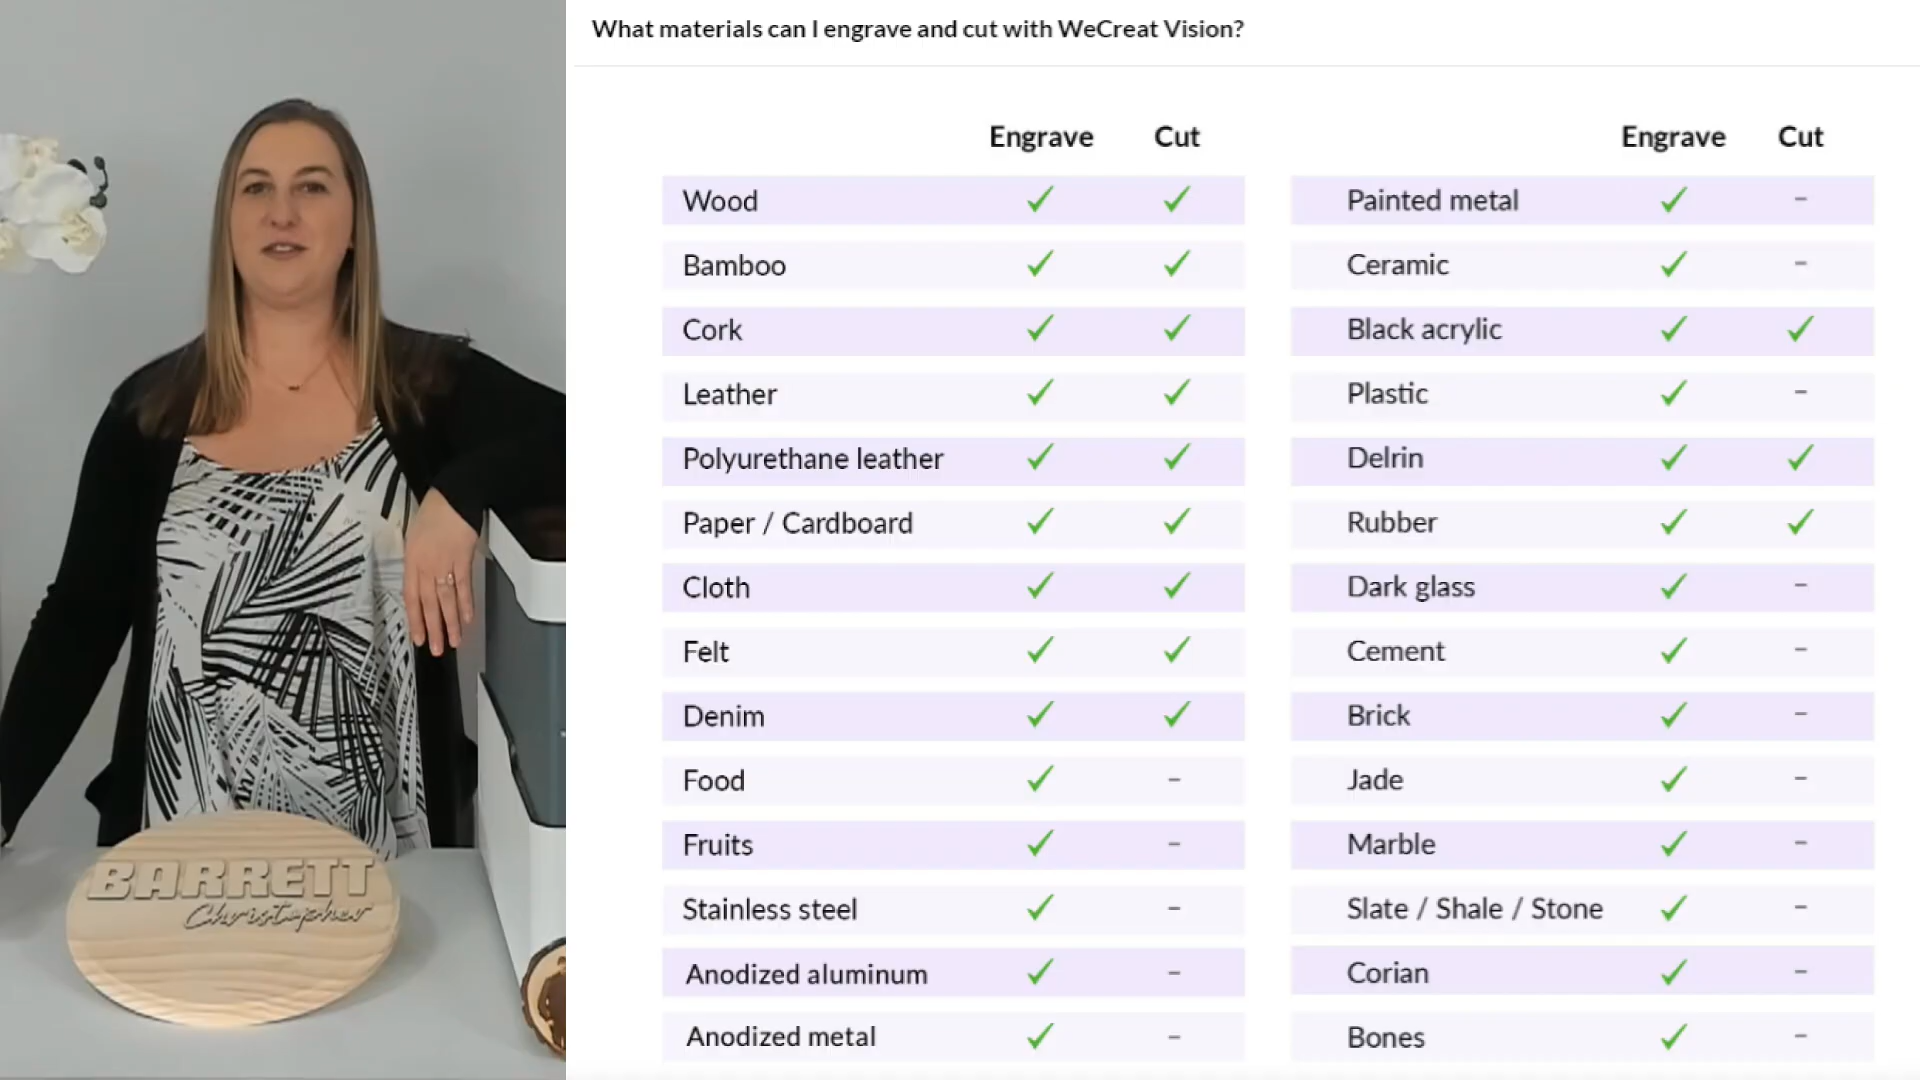 What materials can I engrave and cut with WeCreat Vision?
Engrave Cut
Wood ✓ ✓
Bamboo ✓ ✓
Cork ✓ ✓
Leather ✓ ✓
Polyurethane leather ✓ ✓
Paper / Cardboard ✓ ✓
Cloth ✓ ✓
Felt ✓ ✓
Denim ✓ ✓
Food ✓ -
Fruits ✓ -
Stainless steel ✓ -
Anodized aluminum ✓ -
Anodized metal ✓ -
Engrave Cut
Painted metal ✓ -
Ceramic ✓ -
Black acrylic ✓ ✓
Plastic ✓ -
Delrin ✓ ✓
Rubber ✓ ✓
Dark glass ✓ -
Cement ✓ -
Brick ✓ -
Jade ✓ -
Marble ✓ -
Slate / Shale / Stone ✓ -
Corian ✓ -
Bones ✓ -
BARRETT
Christopher